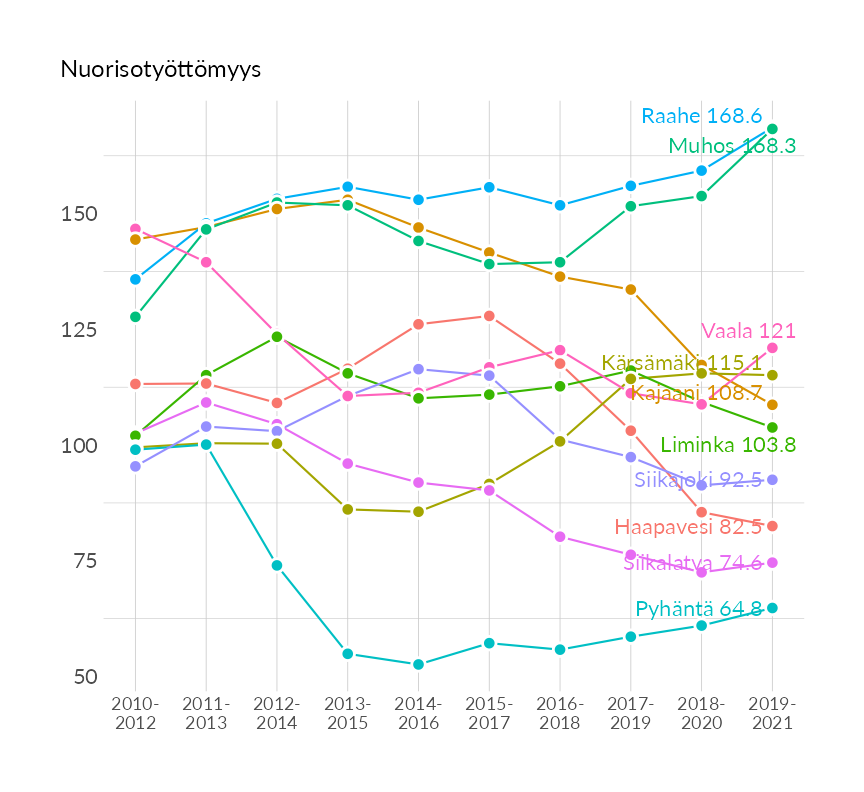 Nuorisotyöttömyys
Raahe 168.6
Muhos 168.3
150
Vaala 121
125
Kärsämäki 115.1
Kajaani 108.7
100
Liminka 103.8
Siikajoki 92.5
Haapavesi 82.5
75
Siikalatva 74.6
Pyhäntä 64.8
50
2010- 2011- 2012- 2013- 2014- 2015- 2016- 2017- 2018- 2019-
2012 2013 2014 2015 2016 2017 2018 2019 2020 2021